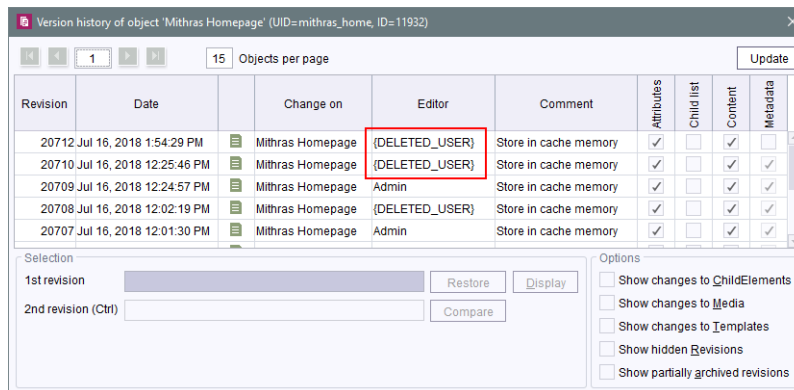 Version history of object 'Mithras Homepage' (UID=mithras_home, ID=11932)
1 15 Objects per page Update
Revision Date Change on Editor Comment Attributes Child list Content Metadata
20712 Jul 16, 2018 1:54:29 PM Mithras Homepage {DELETED_USER} Store in cache memory
20710 Jul 16, 2018 12:25:46 PM Mithras Homepage {DELETED_USER} Store in cache memory
20709 Jul 16, 2018 12:24:57 PM Mithras Homepage Admin Store in cache memory
20708 Jul 16, 2018 12:02:19 PM Mithras Homepage {DELETED_USER} Store in cache memory
20707 Jul 16, 2018 12:01:30 PM Mithras Homepage Admin Store in cache memory
Selection
1st revision Restore Display
2nd revision (Ctrl) Compare
Options
Show changes to ChildElements
Show changes to Media
Show changes to Templates
Show hidden Revisions
Show partially archived revisions